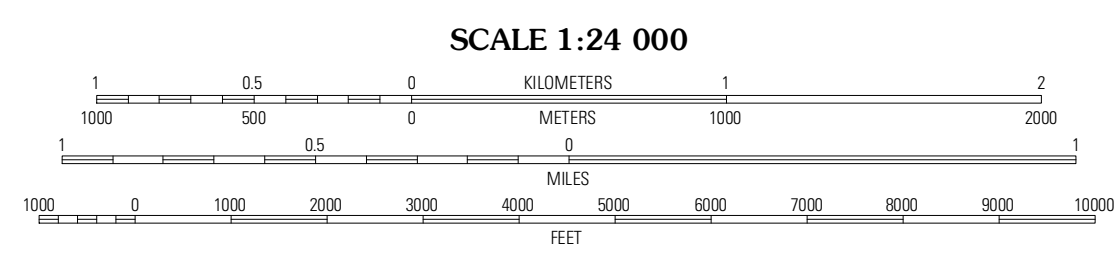 SCALE 1:24 000
1 0.5 0 KILOMETERS 1 2
1000 500 0 METERS 1000 2000
1 0.5 0 1
MILES
1000 0 1000 2000 3000 4000 5000 6000 7000 8000 9000 10000
FEET